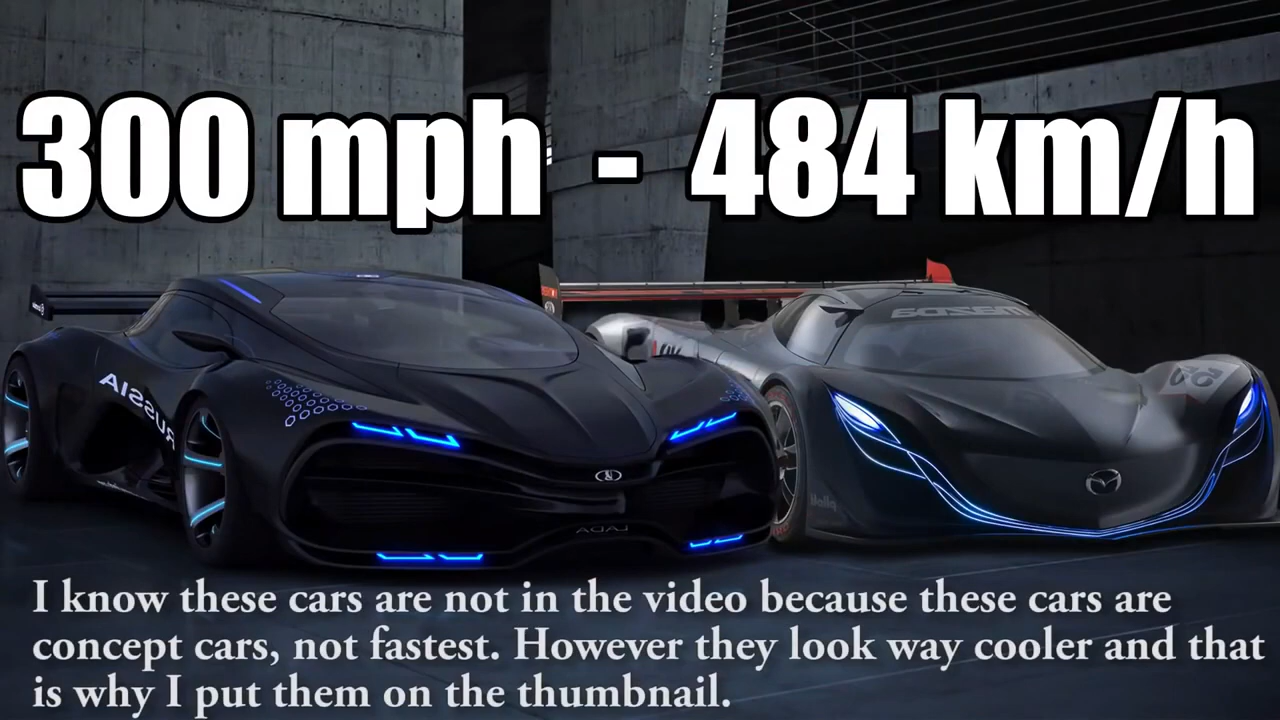 300 mph - 484 km/h
RUSSIA
MAZDA
LADA
I know these cars are not in the video because these cars are
concept cars, not fastest. However they look way cooler and that
is why I put them on the thumbnail.